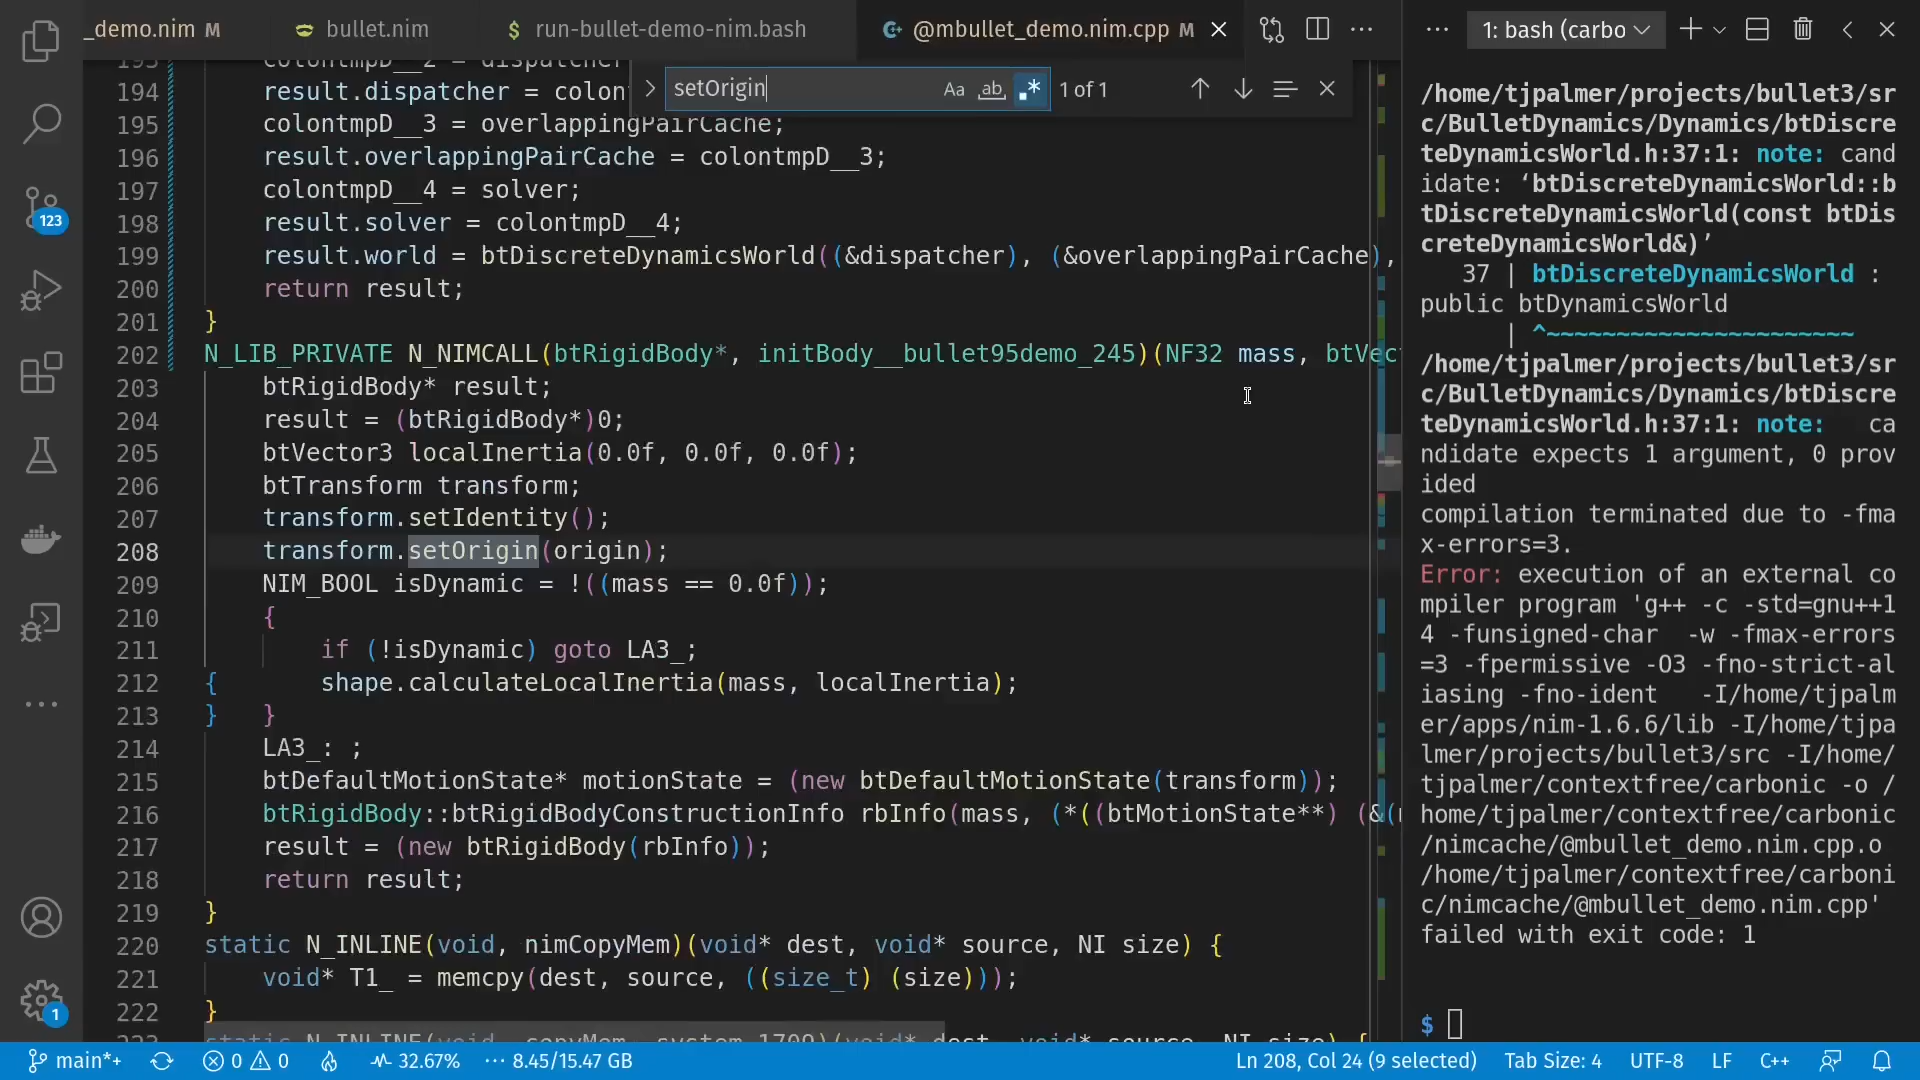 _demo.nim M
bullet.nim
$ run-bullet-demo-nim.bash
@mbullet_demo.nim.cpp M
1: bash (carbo
setOrigin
Aa ab .* 1 of 1
194 result.dispatcher = colon
195 colontmpD__3 = overlappingPairCache;
196 result.overlappingPairCache = colontmpD__3;
197 colontmpD__4 = solver;
198 result.solver = colontmpD__4;
199 result.world = btDiscreteDynamicsWorld((&dispatcher), (&overlappingPairCache),
200 return result;
201 }
202 N_LIB_PRIVATE N_NIMCALL(btRigidBody*, initBody__bullet95demo_245)(NF32 mass, btVect
203 btRigidBody* result;
204 result = (btRigidBody*)0;
205 btVector3 localInertia(0.0f, 0.0f, 0.0f);
206 btTransform transform;
207 transform.setIdentity();
208 transform.setOrigin(origin);
209 NIM_BOOL isDynamic = !((mass == 0.0f));
210 {
211 if (!isDynamic) goto LA3_;
212 { shape.calculateLocalInertia(mass, localInertia);
213 } }
214 LA3_: ;
215 btDefaultMotionState* motionState = (new btDefaultMotionState(transform));
216 btRigidBody::btRigidBodyConstructionInfo rbInfo(mass, (*((btMotionState**) (&(
217 result = (new btRigidBody(rbInfo));
218 return result;
219 }
220 static N_INLINE(void, nimCopyMem)(void* dest, void* source, NI size) {
221 void* T1_ = memcpy(dest, source, ((size_t) (size)));
222 }
/home/tjpalmer/projects/bullet3/sr
c/BulletDynamics/Dynamics/btDiscre
teDynamicsWorld.h:37:1: note: cand
idate: ‘btDiscreteDynamicsWorld::b
tDiscreteDynamicsWorld(const btDis
creteDynamicsWorld&)’
37 | btDiscreteDynamicsWorld :
public btDynamicsWorld
| ^~~~~~~~~~~~~~~~~~~~~~~
/home/tjpalmer/projects/bullet3/sr
c/BulletDynamics/Dynamics/btDiscre
teDynamicsWorld.h:37:1: note: ca
ndidate expects 1 argument, 0 prov
ided
compilation terminated due to -fma
x-errors=3.
Error: execution of an external co
mpiler program 'g++ -c -std=gnu++1
4 -funsigned-char -w -fmax-errors
=3 -fpermissive -O3 -fno-strict-al
iasing -fno-ident -I/home/tjpalm
er/apps/nim-1.6.6/lib -I/home/tjpa
lmer/projects/bullet3/src -I/home/
tjpalmer/contextfree/carbonic -o /
home/tjpalmer/contextfree/carbonic
/nimcache/@mbullet_demo.nim.cpp.o
/home/tjpalmer/contextfree/carboni
c/nimcache/@mbullet_demo.nim.cpp'
failed with exit code: 1
$
123
1
main*+ 0 0 32.67% 8.45/15.47 GB Ln 208, Col 24 (9 selected) Tab Size: 4 UTF-8 LF C++